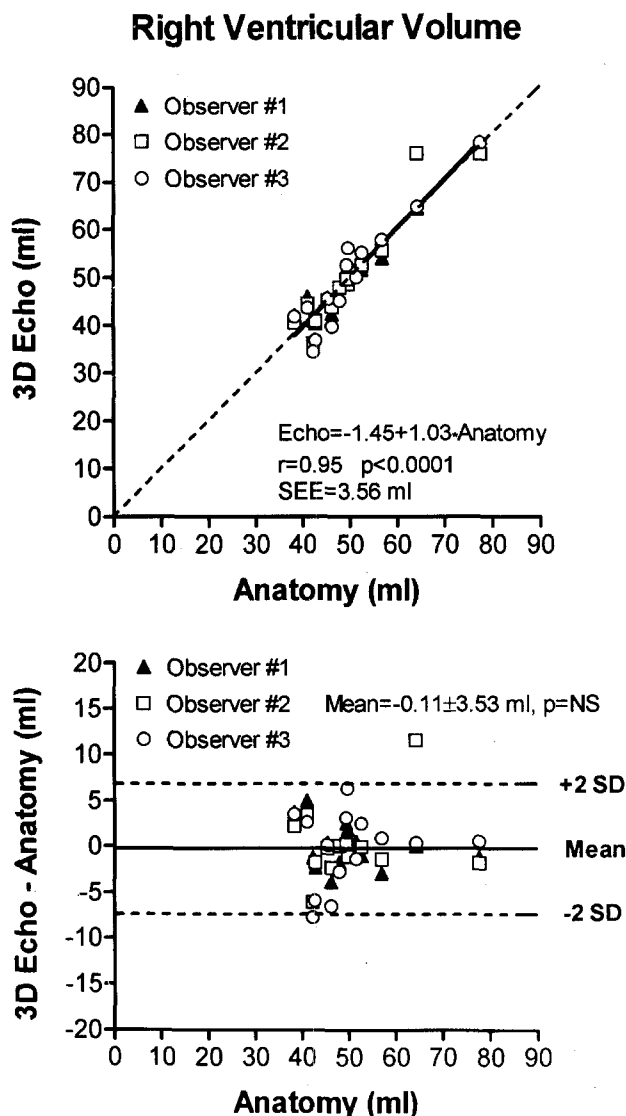 Right Ventricular Volume
90
80
70
60
50
40
30
20
10
0
3D Echo (ml)
▲ Observer #1
□ Observer #2
○ Observer #3
Echo=-1.45+1.03·Anatomy
r=0.95 p<0.0001
SEE=3.56 ml
0 10 20 30 40 50 60 70 80 90
Anatomy (ml)
20
15
10
5
0
-5
-10
-15
-20
3D Echo - Anatomy (ml)
▲ Observer #1
□ Observer #2
○ Observer #3
Mean=-0.11±3.53 ml, p=NS
+2 SD
Mean
-2 SD
0 10 20 30 40 50 60 70 80 90
Anatomy (ml)